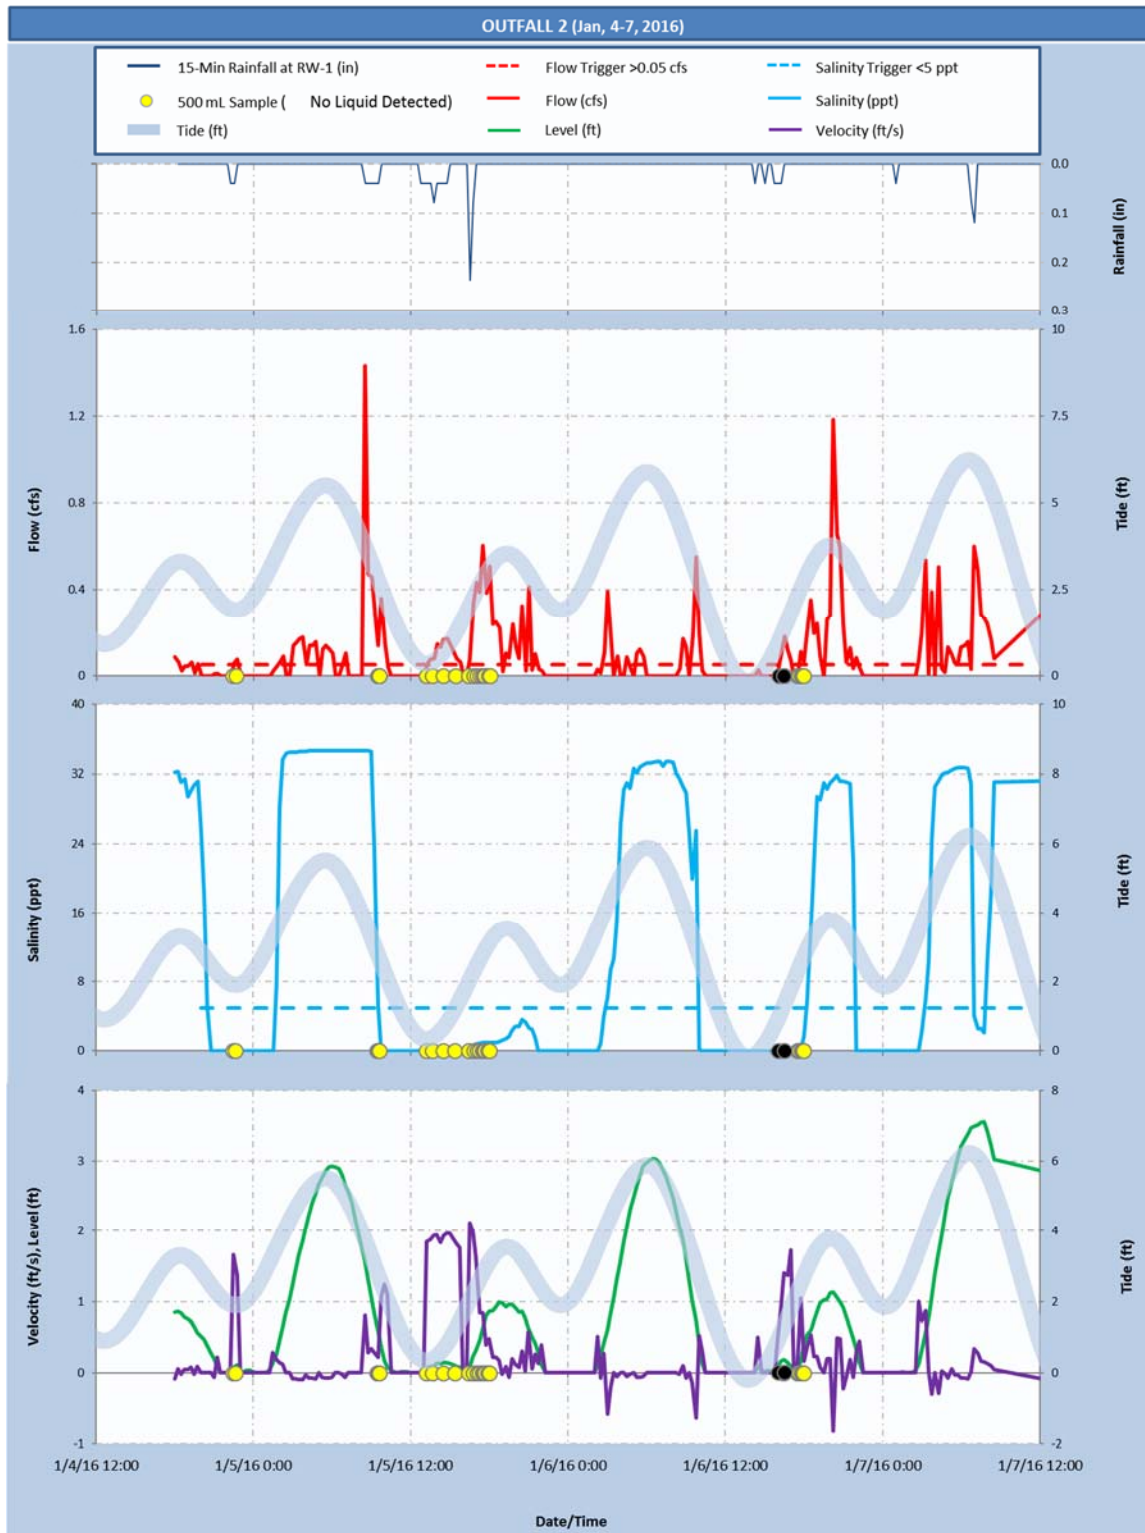 OUTFALL 2 (Jan, 4-7, 2016)
15-Min Rainfall at RW-1 (in)
Flow Trigger >0.05 cfs
Salinity Trigger <5 ppt
500 mL Sample ( No Liquid Detected)
Flow (cfs)
Salinity (ppt)
Tide (ft)
Level (ft)
Velocity (ft/s)
0.0
0.1
0.2
0.3
Rainfall (in)
1.6
1.2
0.8
0.4
0
Flow (cfs)
10
7.5
5
2.5
0
Tide (ft)
40
32
24
16
8
0
Salinity (ppt)
10
8
6
4
2
0
Tide (ft)
4
3
2
1
0
-1
Velocity (ft/s), Level (ft)
8
6
4
2
0
-2
Tide (ft)
1/4/16 12:00
1/5/16 0:00
1/5/16 12:00
1/6/16 0:00
1/6/16 12:00
1/7/16 0:00
1/7/16 12:00
Date/Time